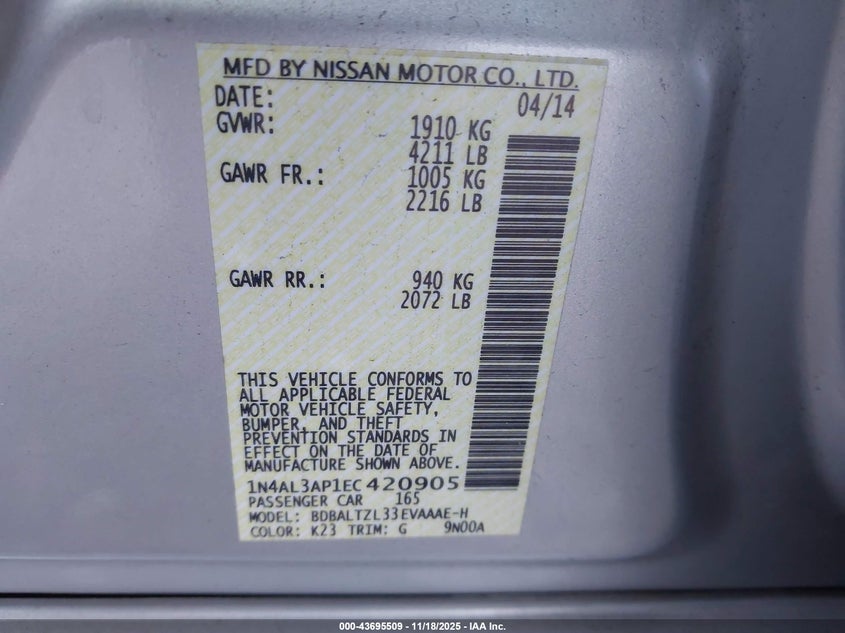 MFD BY NISSAN MOTOR CO., LTD.
DATE: 04/14
GVWR: 1910 KG
4211 LB
GAWR FR.: 1005 KG
2216 LB
GAWR RR.: 940 KG
2072 LB
THIS VEHICLE CONFORMS TO
ALL APPLICABLE FEDERAL
MOTOR VEHICLE SAFETY,
BUMPER, AND THEFT
PREVENTION STANDARDS IN
EFFECT ON THE DATE OF
MANUFACTURE SHOWN ABOVE.
1N4AL3AP1EC420905
PASSENGER CAR 165
MODEL: BDBALTZL33EVAAAE-H
COLOR: K23 TRIM: G 9N00A
000-43695509 — 11/18/2025 - IAA Inc.